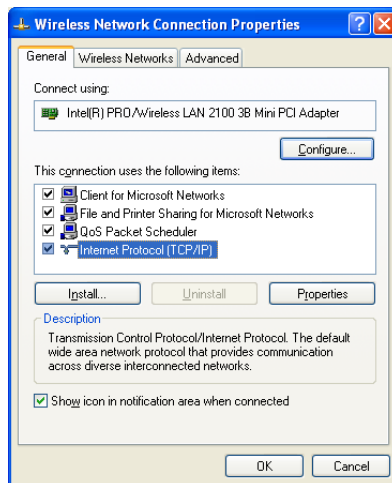 Wireless Network Connection Properties
General Wireless Networks Advanced
Connect using:
Intel(R) PRO/Wireless LAN 2100 3B Mini PCI Adapter
Configure...
This connection uses the following items:
Client for Microsoft Networks
File and Printer Sharing for Microsoft Networks
QoS Packet Scheduler
Internet Protocol (TCP/IP)
Install... Uninstall Properties
Description
Transmission Control Protocol/Internet Protocol. The default
wide area network protocol that provides communication
across diverse interconnected networks.
Show icon in notification area when connected
OK Cancel